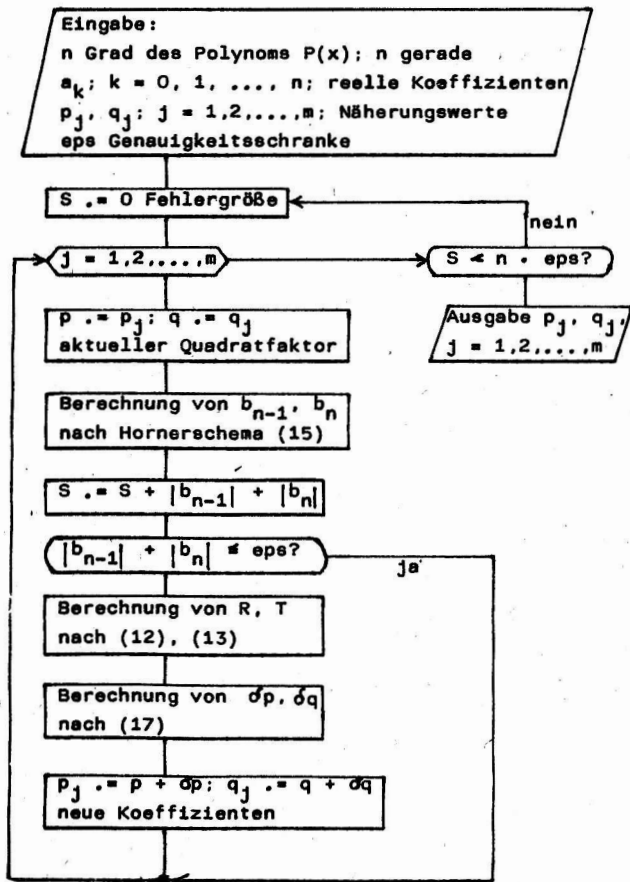 Eingabe:
n Grad des Polynoms P(x); n gerade
a_k; k = 0, 1, ..., n; reelle Koeffizienten
p_j, q_j; j = 1,2,...,m; Näherungswerte
eps Genauigkeitsschranke
S .= 0 Fehlergröße
nein
j = 1,2,...,m
S < n . eps?
p .= p_j; q .= q_j
aktueller Quadratfaktor
Ausgabe p_j, q_j,
j = 1,2,...,m
Berechnung von b_{n-1}, b_n
nach Hornerschema (15)
S .= S + |b_{n-1}| + |b_n|
|b_{n-1}| + |b_n| ≤ eps?
ja
Berechnung von R, T
nach (12), (13)
Berechnung von δp, δq
nach (17)
p_j .= p + δp; q_j .= q + δq
neue Koeffizienten